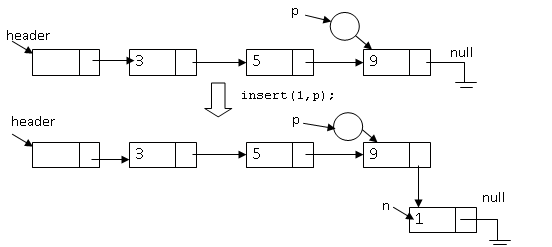 p
header
null
3
5
9
insert(1,p);
header
p
3
5
9
null
n
1